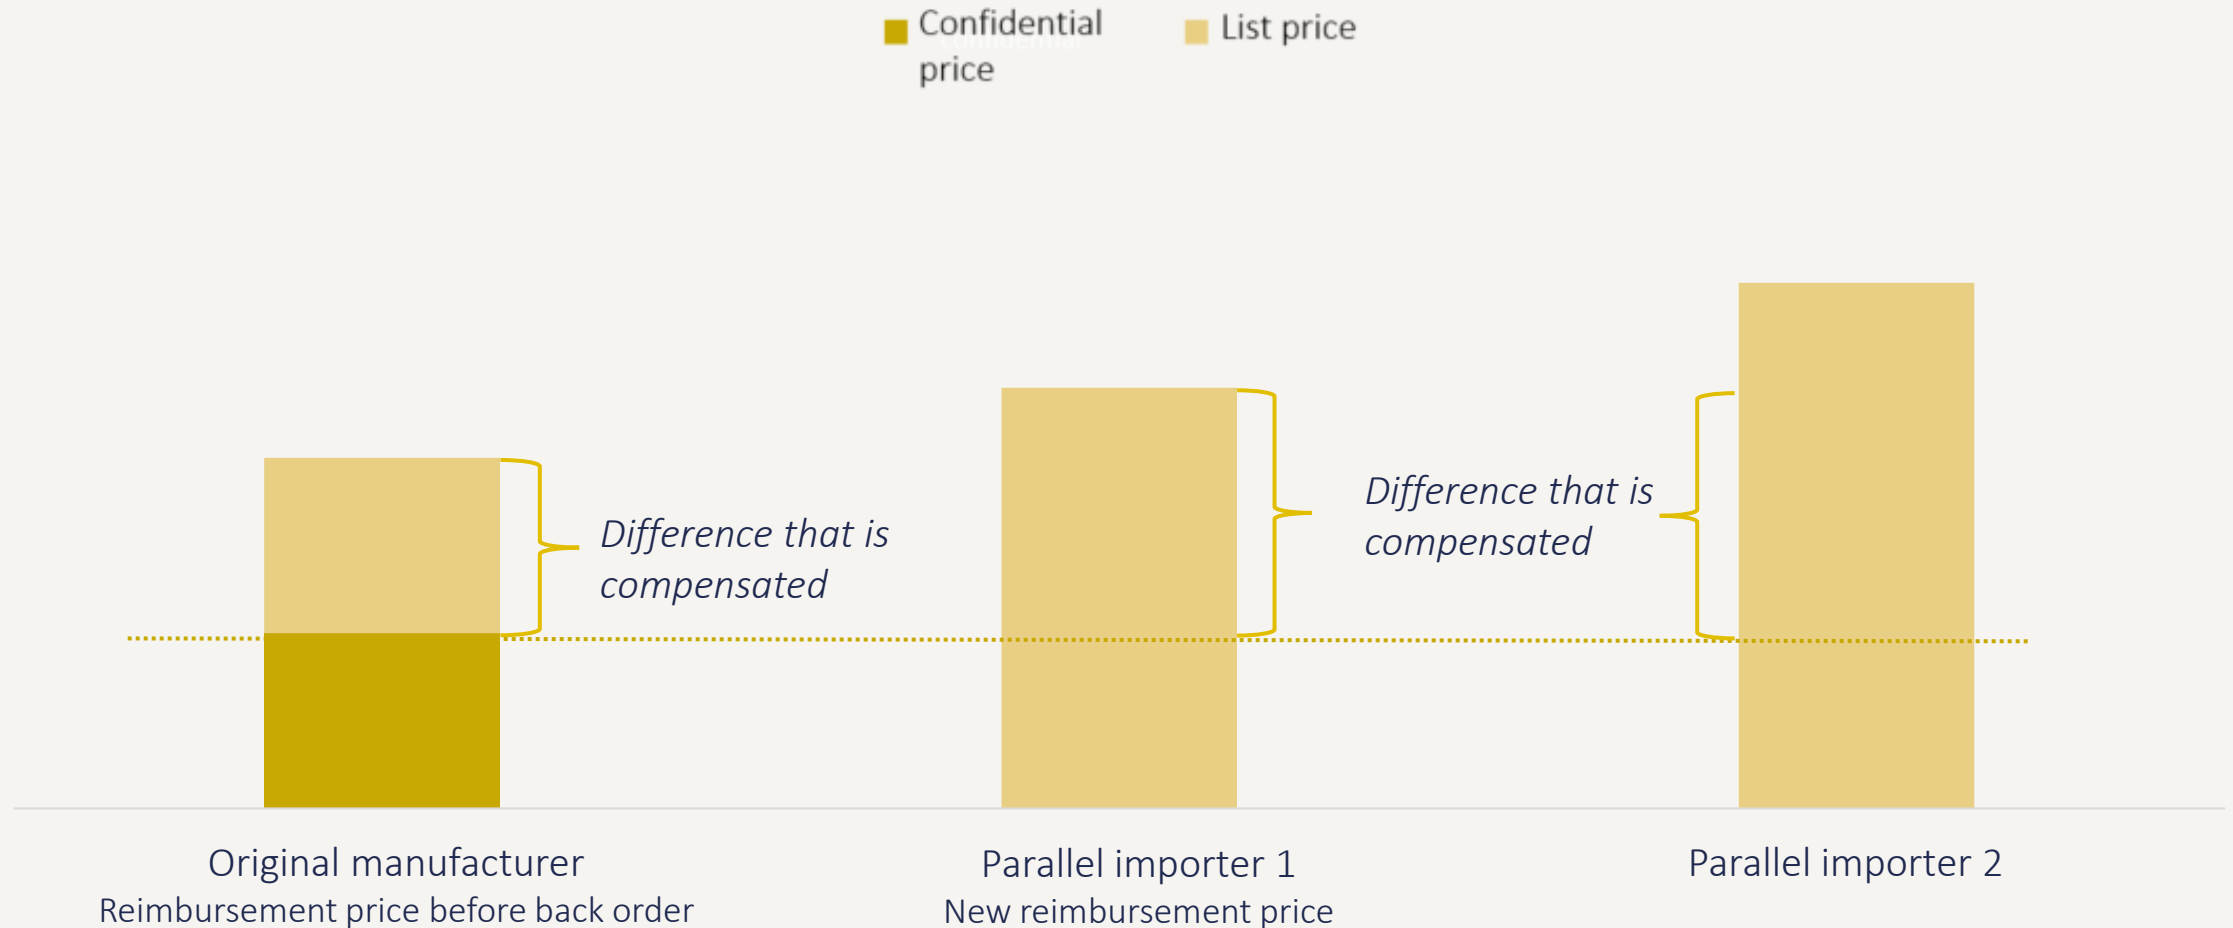 Confidential
price
confidential
List price
Difference that is
compensated
Difference that is
compensated
Original manufacturer
Reimbursement price before back order
Parallel importer 1
New reimbursement price
Parallel importer 2